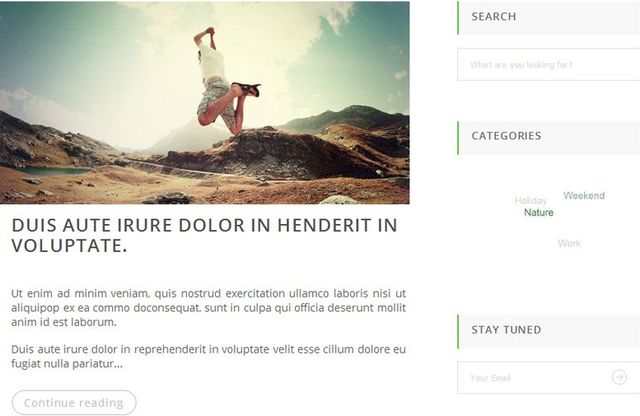 DUIS AUTE IRURE DOLOR IN HENDERIT IN
VOLUPTATE.
Ut enim ad minim veniam, quis nostrud exercitation ullamco laboris nisi ut
aliquipop ex ea commo doconsequat, sunt in culpa qui officia deserunt mollit
anim id est laborum.
Duis aute irure dolor in reprehenderit in voluptate velit esse cillum dolore eu
fugiat nulla pariatur...
Continue reading
SEARCH
What are you looking for?
CATEGORIES
Holiday
Weekend
Nature
Work
STAY TUNED
Your Email